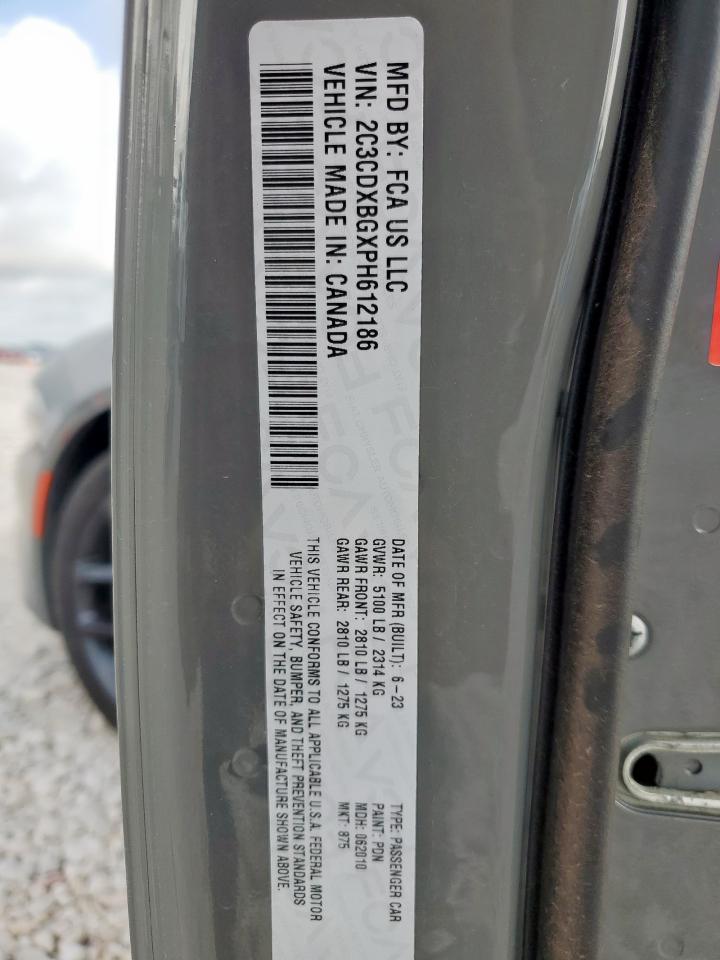 MFD BY: FCA US LLC
VIN: 2C3CDXBGXPH612186
VEHICLE MADE IN: CANADA
DATE OF MFR (BUILT): 6-23
GVWR: 5100 LB / 2314 KG
GAWR FRONT: 2810 LB / 1275 KG
GAWR REAR: 2810 LB / 1275 KG
TYPE: PASSENGER CAR
PAINT: PDN
MDH: 062010
MKT: 875
THIS VEHICLE CONFORMS TO ALL APPLICABLE U.S.A. FEDERAL MOTOR
VEHICLE SAFETY, BUMPER, AND THEFT PREVENTION STANDARDS
IN EFFECT ON THE DATE OF MANUFACTURE SHOWN ABOVE.